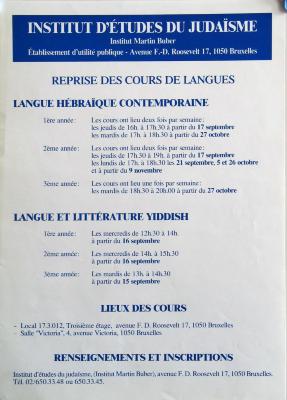 INSTITUT D'ÉTUDES DU JUDAÏSME
Institut Martin Buber
Établissement d'utilité publique - Avenue F.-D. Roosevelt 17, 1050 Bruxelles
REPRISE DES COURS DE LANGUES
LANGUE HÉBRAÏQUE CONTEMPORAINE
1ère année: Les cours ont lieu deux fois par semaine:
les jeudis de 16h. à 17h.30 à partir du 17 septembre
les mardis de 17h. à 18h.30 à partir du 27 octobre
2ème année: Les cours ont lieu deux fois par semaine:
les jeudis de 17h.30 à 19h. à partir du 17 septembre
les lundis de 17h. à 18h.30 les 21 septembre, 5 et 26 octobre
et à partir du 9 novembre
3ème année: Les cours ont lieu une fois par semaine:
les mardis de 18h.30 à 20h.00 à partir du 27 octobre
LANGUE ET LITTÉRATURE YIDDISH
1ère année: Les mercredis de 12h.30 à 14h.
à partir du 16 septembre
2ème année: Les mercredis de 14h. à 15h.30
à partir du 16 septembre
3ème année: Les mardis de 13h. à 14h.30
à partir du 15 septembre
LIEUX DES COURS
- Local 17.3.012, Troisième étage, avenue F. D. Roosevelt 17, 1050 Bruxelles.
- Salle "Victoria", 4, avenue Victoria, 1050 Bruxelles.
RENSEIGNEMENTS ET INSCRIPTIONS
Institut d'études du judaïsme, (Institut Martin Buber), avenue F. D. Roosevelt 17, 1050 Bruxelles.
Tél. 02/650.33.48 ou 650.33.45.